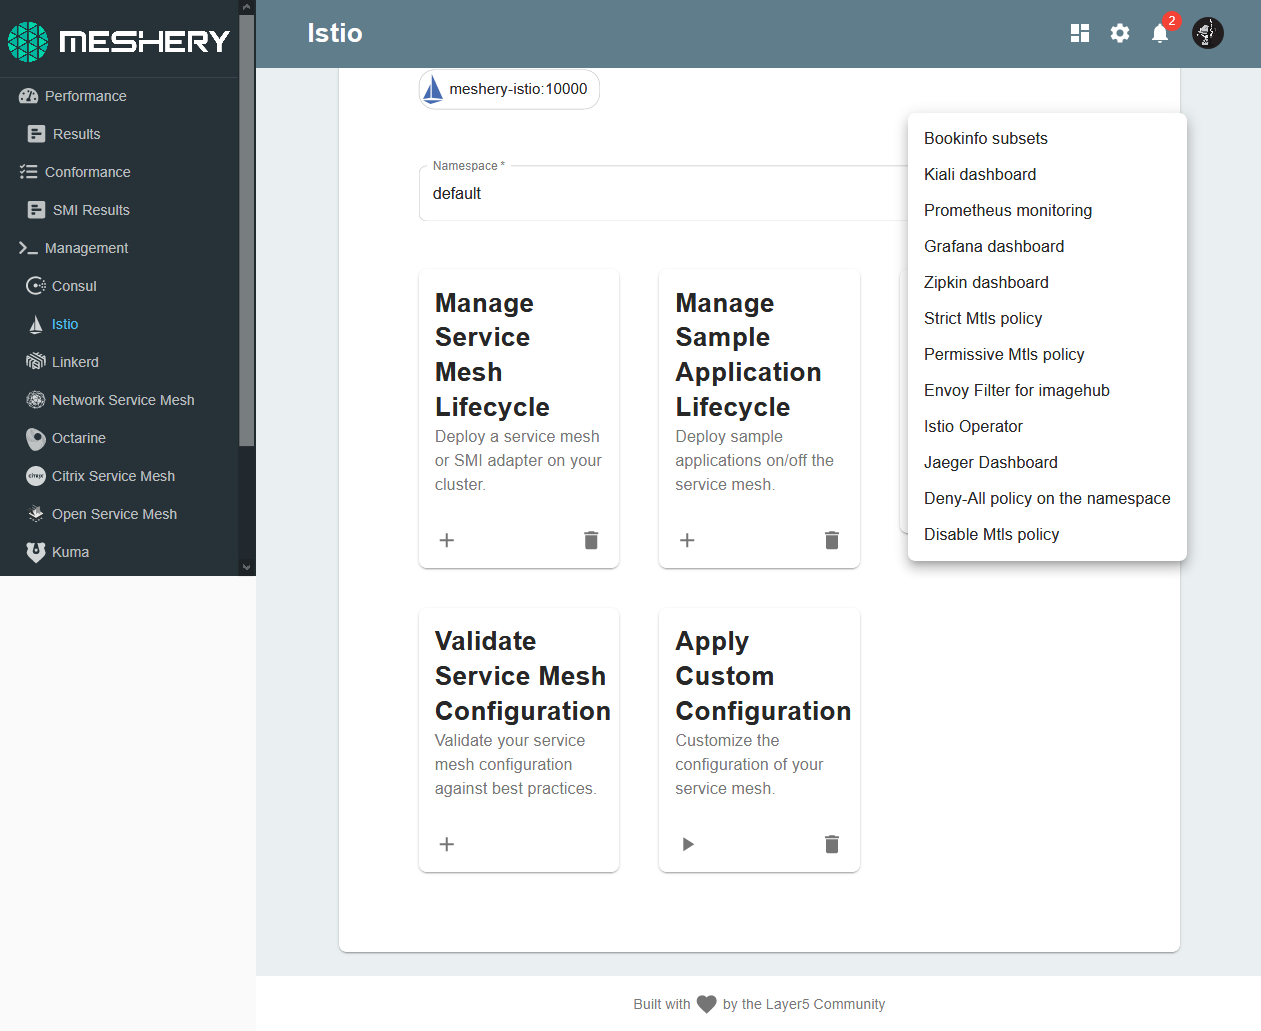 MESHERY
Performance
Results
Conformance
SMI Results
Management
Consul
Istio
Linkerd
Network Service Mesh
Octarine
citrix
Citrix Service Mesh
Open Service Mesh
Kuma
Istio
2
meshery-istio:10000
Namespace *
default
Manage
Service
Mesh
Lifecycle
Deploy a service mesh
or SMI adapter on your
cluster.
Manage
Sample
Application
Lifecycle
Deploy sample
applications on/off the
service mesh.
Bookinfo subsets
Kiali dashboard
Prometheus monitoring
Grafana dashboard
Zipkin dashboard
Strict Mtls policy
Permissive Mtls policy
Envoy Filter for imagehub
Istio Operator
Jaeger Dashboard
Deny-All policy on the namespace
Disable Mtls policy
Validate
Service Mesh
Configuration
Validate your service
mesh configuration
against best practices.
Apply
Custom
Configuration
Customize the
configuration of your
service mesh.
Built with
by the Layer5 Community